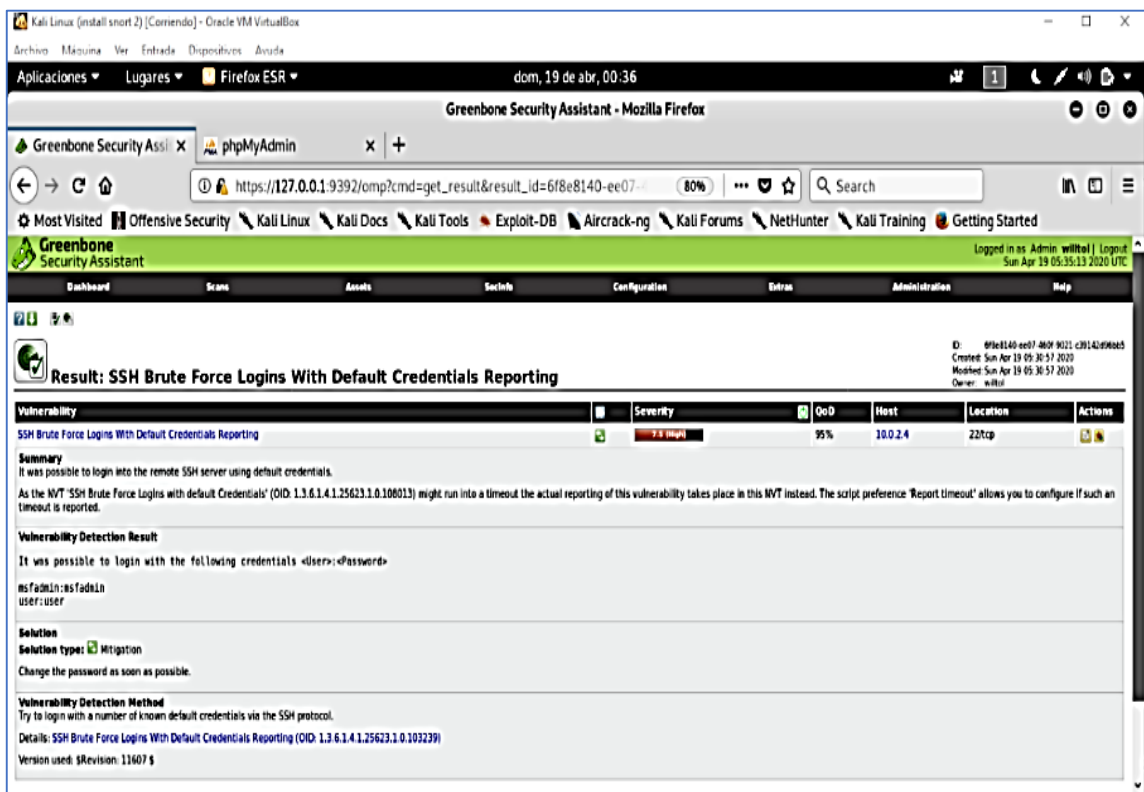 Kali Linux (install snort 2) [Corriendo] - Oracle VM VirtualBox
Archivo Máquina Ver Entrada Dispositivos Ayuda
Aplicaciones Lugares Firefox ESR dom, 19 de abr, 00:36 1
Greenbone Security Assistant - Mozilla Firefox
Greenbone Security Assi phpMyAdmin
https://127.0.0.1:9392/omp?cmd=get_result&result_id=6f8e8140-ee07- 80% Search
Most Visited Offensive Security Kali Linux Kali Docs Kali Tools Exploit-DB Aircrack-ng Kali Forums NetHunter Kali Training Getting Started
Greenbone
Security Assistant
Logged in as Admin willtol | Logout
Sun Apr 19 05:35:13 2020 UTC
Dashboard Scans Assets SecInfo Configuration Extras Administration Help
ID:
Created: Sun Apr 19 05:30:57 2020
Modified: Sun Apr 19 05:30:57 2020
Owner: willtol
Result: SSH Brute Force Logins With Default Credentials Reporting
Vulnerability Severity QoD Host Location Actions
SSH Brute Force Logins With Default Credentials Reporting 7.5 (High) 95% 10.0.2.4 22/tcp
Summary
It was possible to login into the remote SSH server using default credentials.
As the NVT 'SSH Brute Force Logins with default Credentials' (OID: 1.3.6.1.4.1.25623.1.0.108013) might run into a timeout the actual reporting of this vulnerability takes place in this NVT instead. The script preference 'Report timeout' allows you to configure if such an
timeout is reported.
Vulnerability Detection Result
It was possible to login with the following credentials <User>:<Password>
msfadmin:msfadmin
user:user
Solution
Solution type: Mitigation
Change the password as soon as possible.
Vulnerability Detection Method
Try to login with a number of known default credentials via the SSH protocol.
Details: SSH Brute Force Logins With Default Credentials Reporting (OID: 1.3.6.1.4.1.25623.1.0.103239)
Version used: $Revision: 11607 $